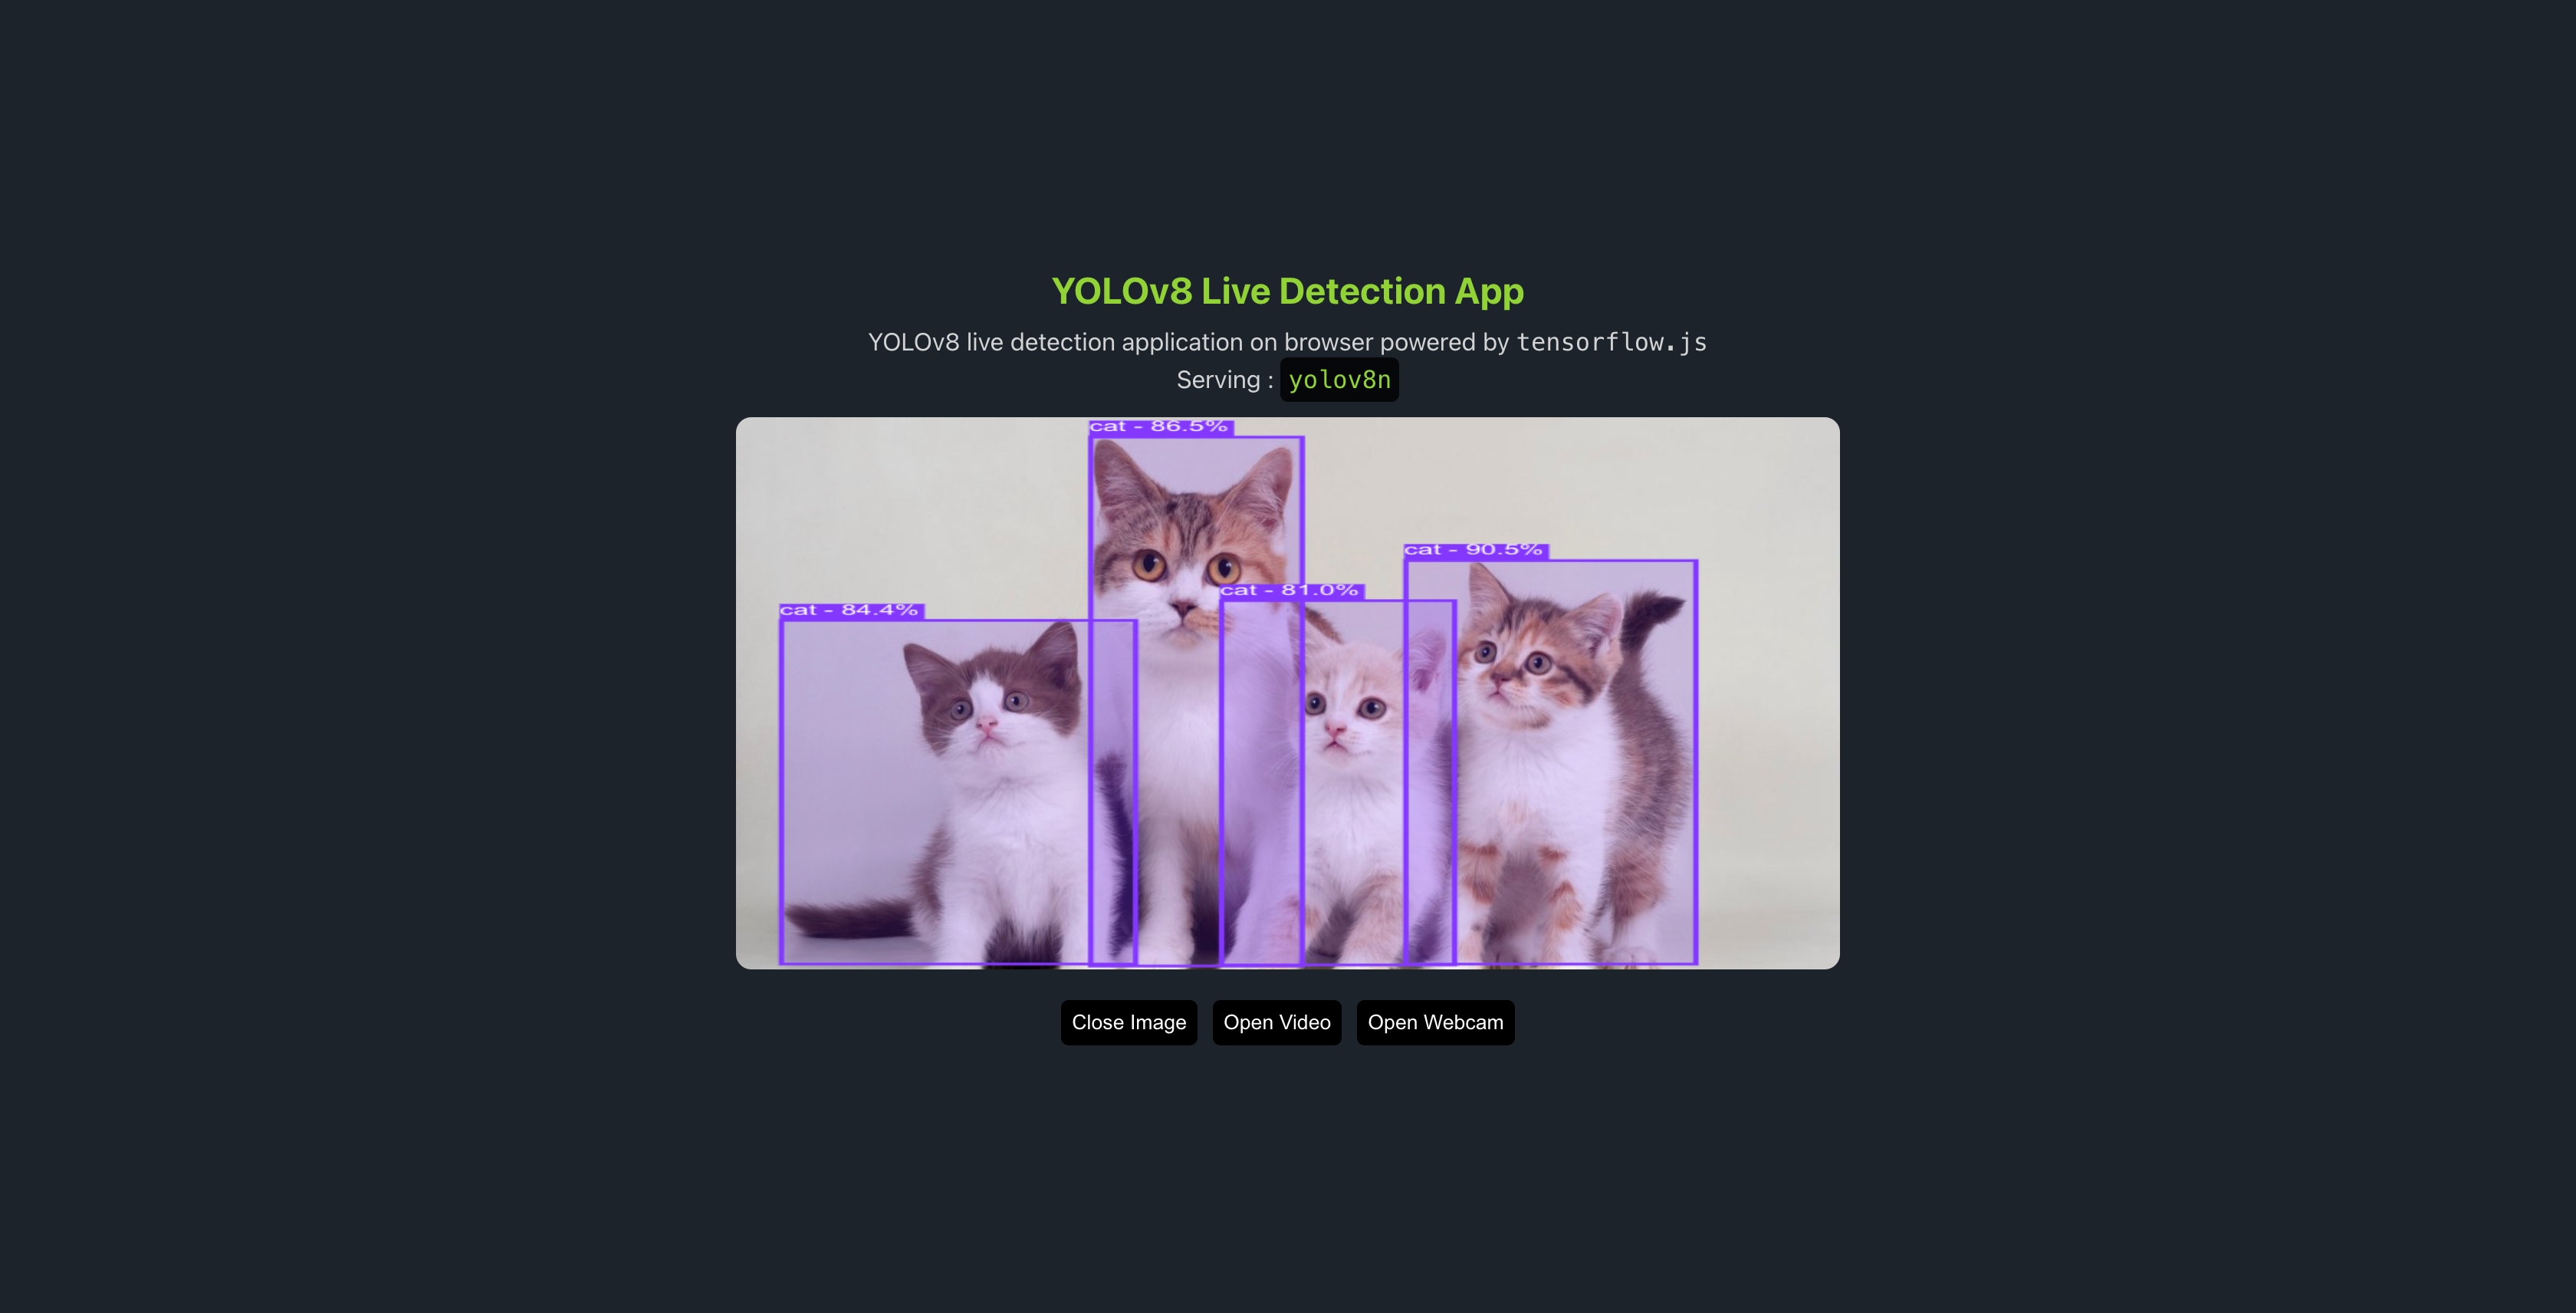 YOLOv8 Live Detection App
YOLOv8 live detection application on browser powered by tensorflow.js
Serving : yolov8n
cat - 86.5%
cat - 90.5%
cat - 81.0%
cat - 84.4%
Close Image Open Video Open Webcam